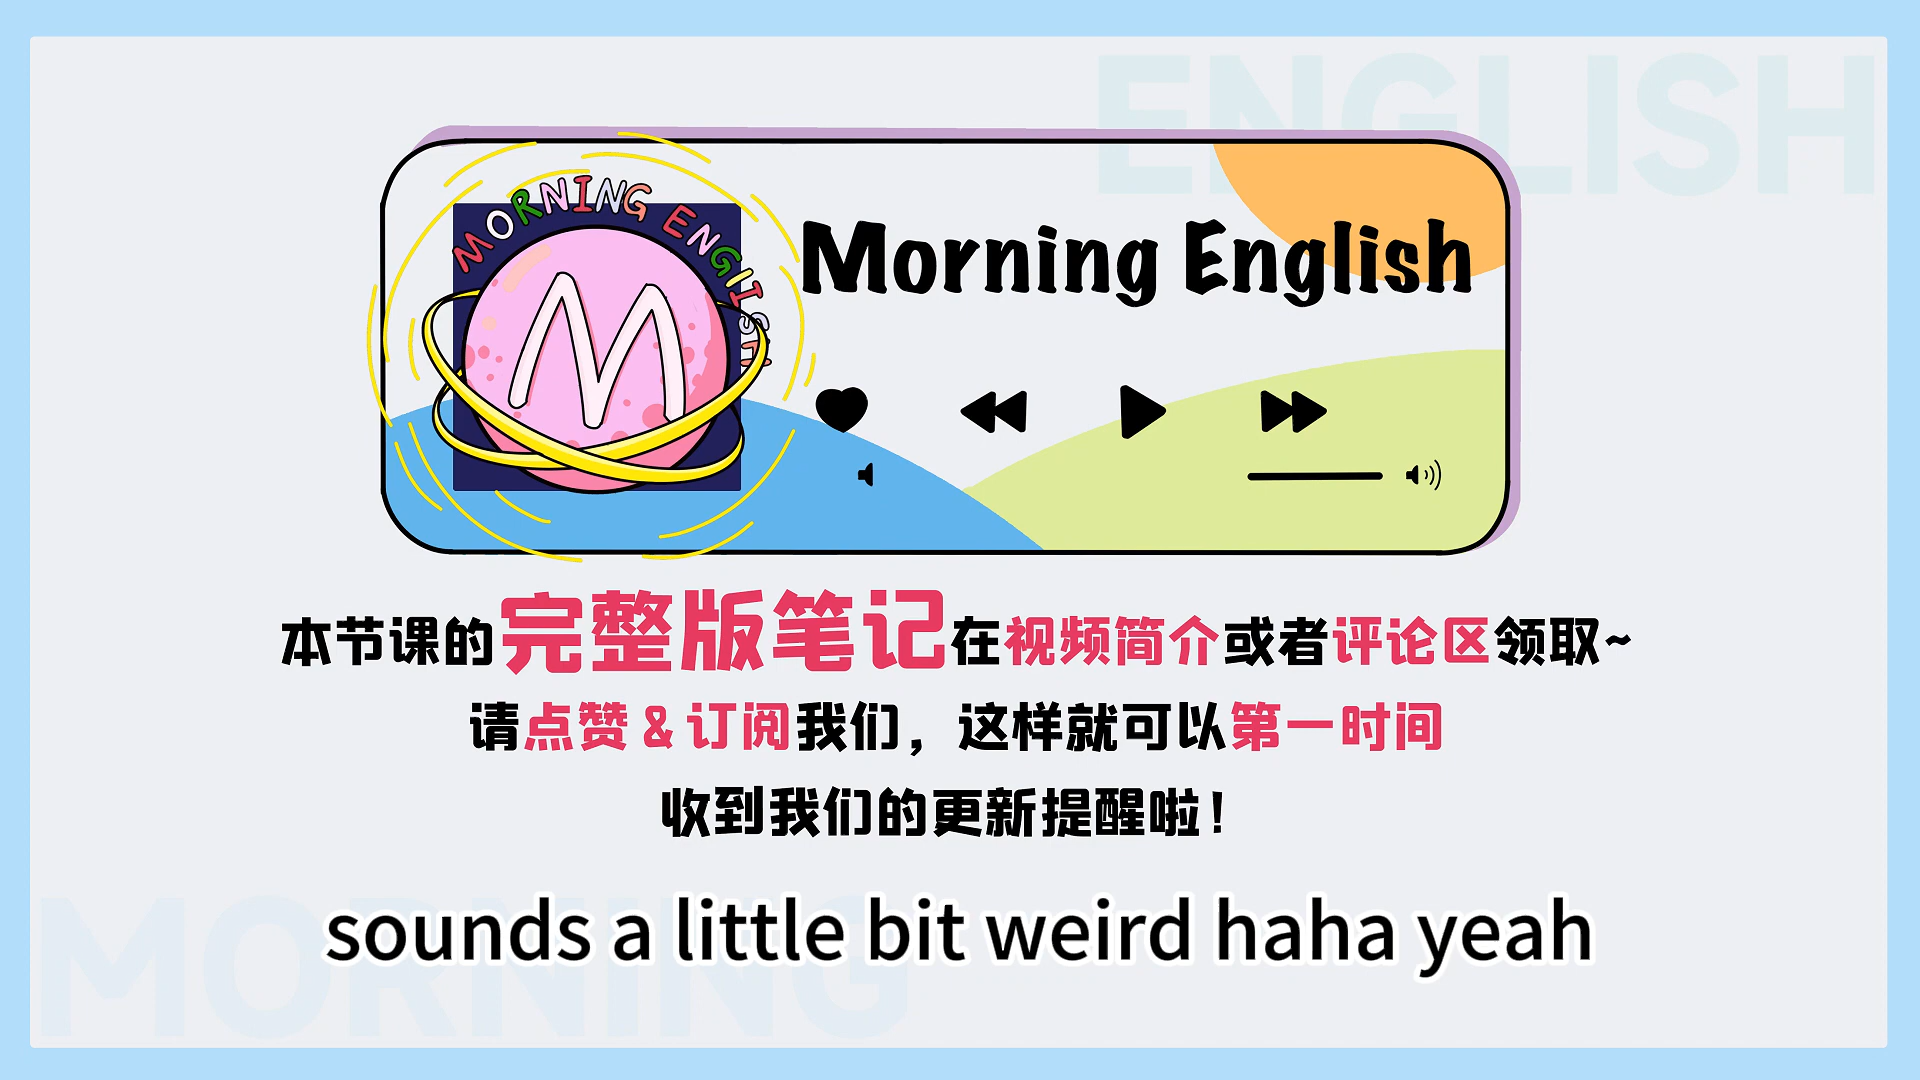 ENGLISH
MORNING ENGlISH
M
Morning English
本节课的完整版笔记在视频简介或者评论区领取~
请点赞&订阅我们，这样就可以第一时间
收到我们的更新提醒啦！
MORNING
sounds a little bit weird haha yeah